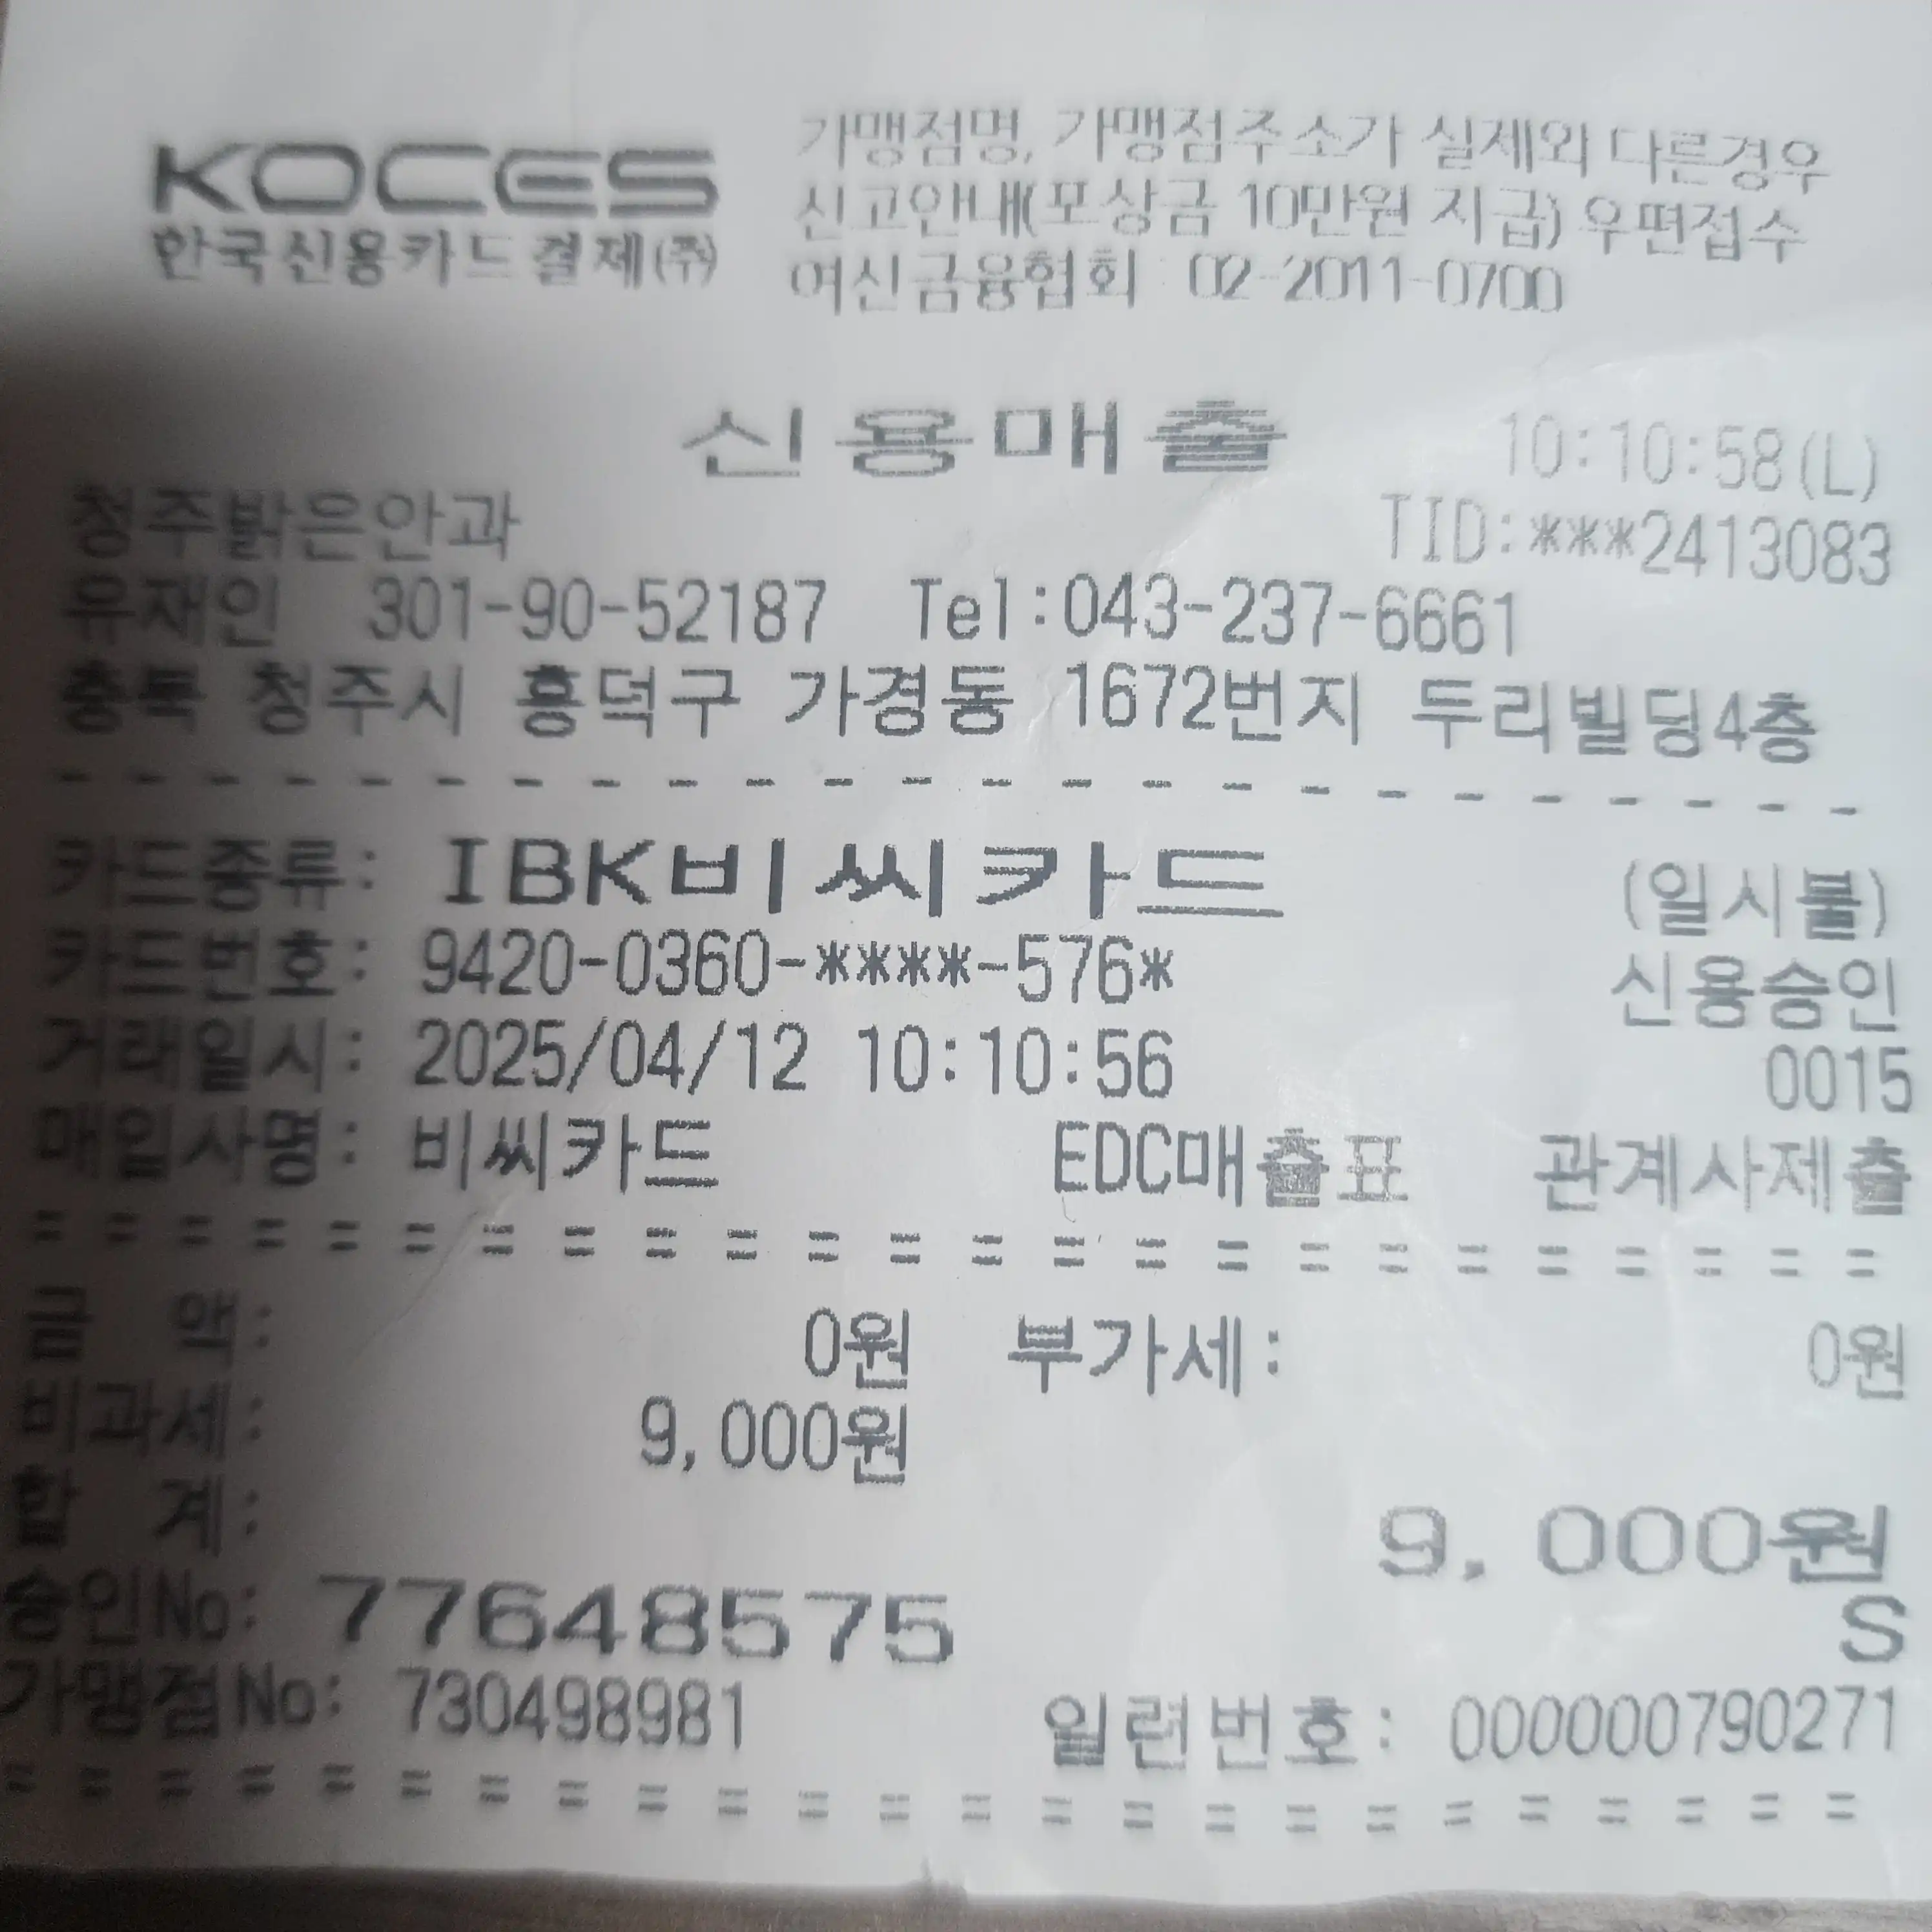 KOCES
한국신용카드결제(주)
가맹점명, 가맹점주소가 실제와 다른경우
신고안내(포상금 10만원 지급) 우편접수
여신금융협회 : 02-2011-0700
신용매출
10:10:58(L)
청주밝은안과
TID:***2413083
유재인 301-90-52187 Tel:043-237-6661
충북 청주시 흥덕구 가경동 1672번지 두리빌딩4층
- - - - - - - - - - - - - - - - - - - - - - - -
카드종류: IBK비씨카드 (일시불)
카드번호: 9420-0360-****-576* 신용승인
거래일시: 2025/04/12 10:10:56 0015
매입사명: 비씨카드 EDC매출표 관계사제출
= = = = = = = = = = = = = = = = = = = = = = = =
금 액: 0원 부가세: 0원
비과세: 9,000원
합 계: 9,000원
승인No: 77648575 S
가맹점No: 730498981 일련번호: 000000790271
= = = = = = = = = = = = = = = = = = = = = = = =